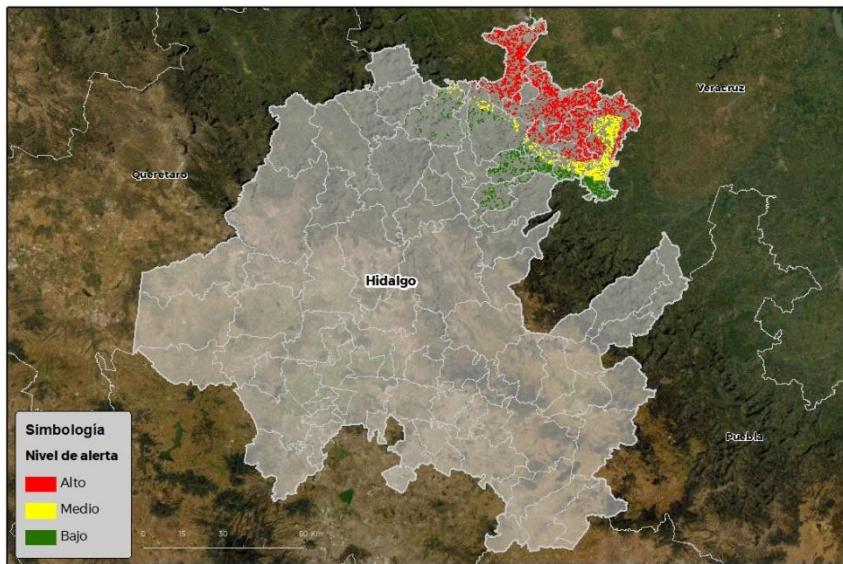 Veracruz
Querétaro
Hidalgo
Puebla
Simbología
Nivel de alerta
Alto
Medio
Bajo
0 15 30 60 Km